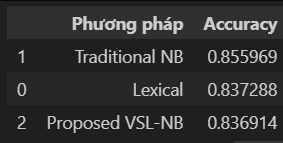 Phương pháp Accuracy
1 Traditional NB 0.855969
0 Lexical 0.837288
2 Proposed VSL-NB 0.836914